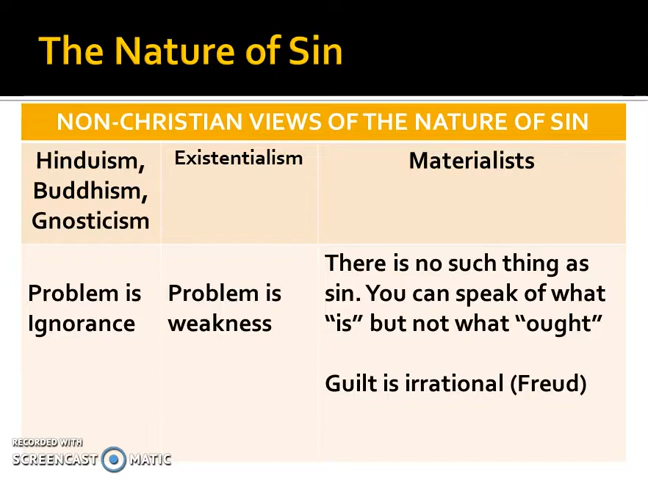 The Nature of Sin
NON-CHRISTIAN VIEWS OF THE NATURE OF SIN
Hinduism,
Buddhism,
Gnosticism
Existentialism
Materialists
Problem is
Ignorance
Problem is
weakness
There is no such thing as
sin. You can speak of what
“is” but not what “ought”
Guilt is irrational (Freud)
RECORDED WITH
SCREENCAST MATIC